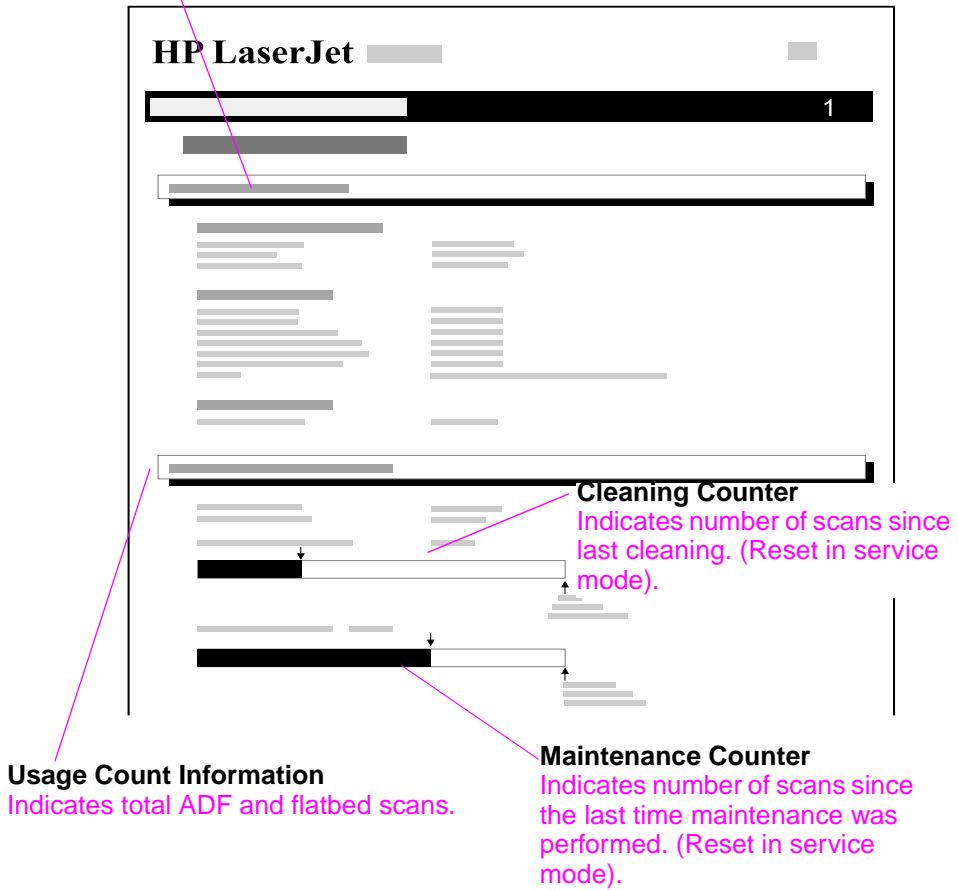 HP LaserJet
1
Cleaning Counter
Indicates number of scans since
last cleaning. (Reset in service
mode).
Usage Count Information
Indicates total ADF and flatbed scans.
Maintenance Counter
Indicates number of scans since
the last time maintenance was
performed. (Reset in service
mode).